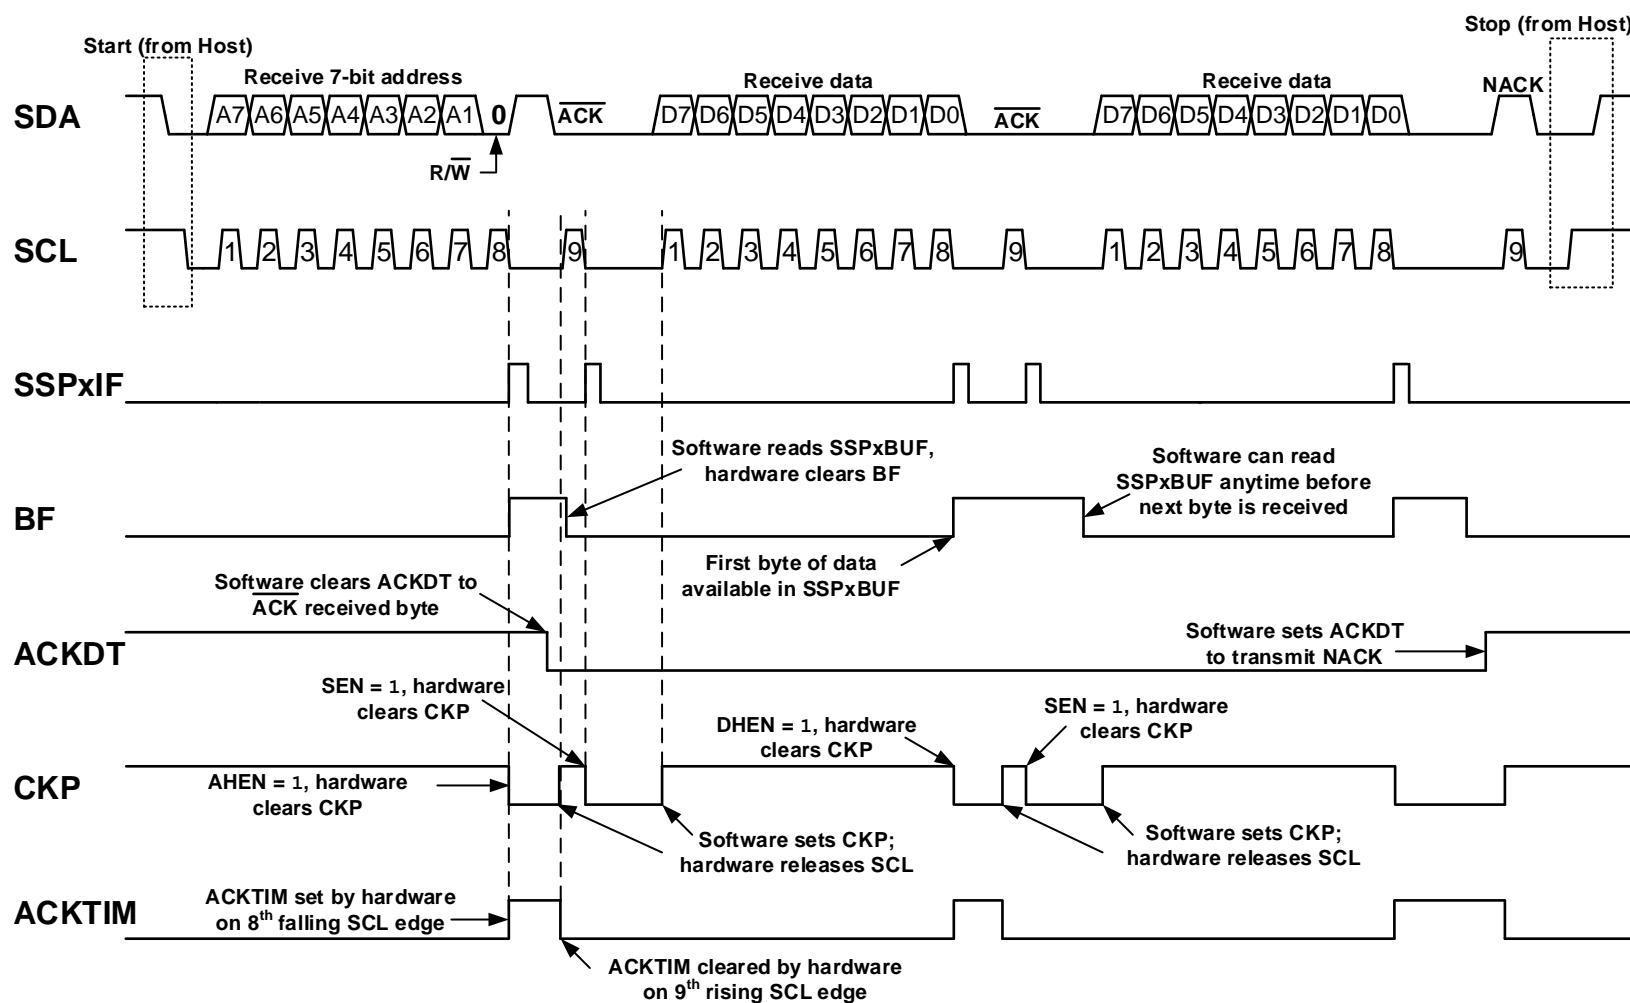 Start (from Host)
Stop (from Host)
Receive 7-bit address
Receive data
Receive data
NACK
SDA
A7 A6 A5 A4 A3 A2 A1 0
ACK
D7 D6 D5 D4 D3 D2 D1 D0
ACK
D7 D6 D5 D4 D3 D2 D1 D0
R/W
SCL
1 2 3 4 5 6 7 8 9
1 2 3 4 5 6 7 8 9
1 2 3 4 5 6 7 8 9
SSPxIF
Software reads SSPxBUF,
hardware clears BF
Software can read
SSPxBUF anytime before
next byte is received
BF
First byte of data
available in SSPxBUF
Software clears ACKDT to
ACK received byte
Software sets ACKDT
to transmit NACK
ACKDT
SEN = 1, hardware
clears CKP
DHEN = 1, hardware
clears CKP
SEN = 1, hardware
clears CKP
CKP
AHEN = 1, hardware
clears CKP
Software sets CKP;
hardware releases SCL
Software sets CKP;
hardware releases SCL
ACKTIM
ACKTIM set by hardware
on 8th falling SCL edge
ACKTIM cleared by hardware
on 9th rising SCL edge